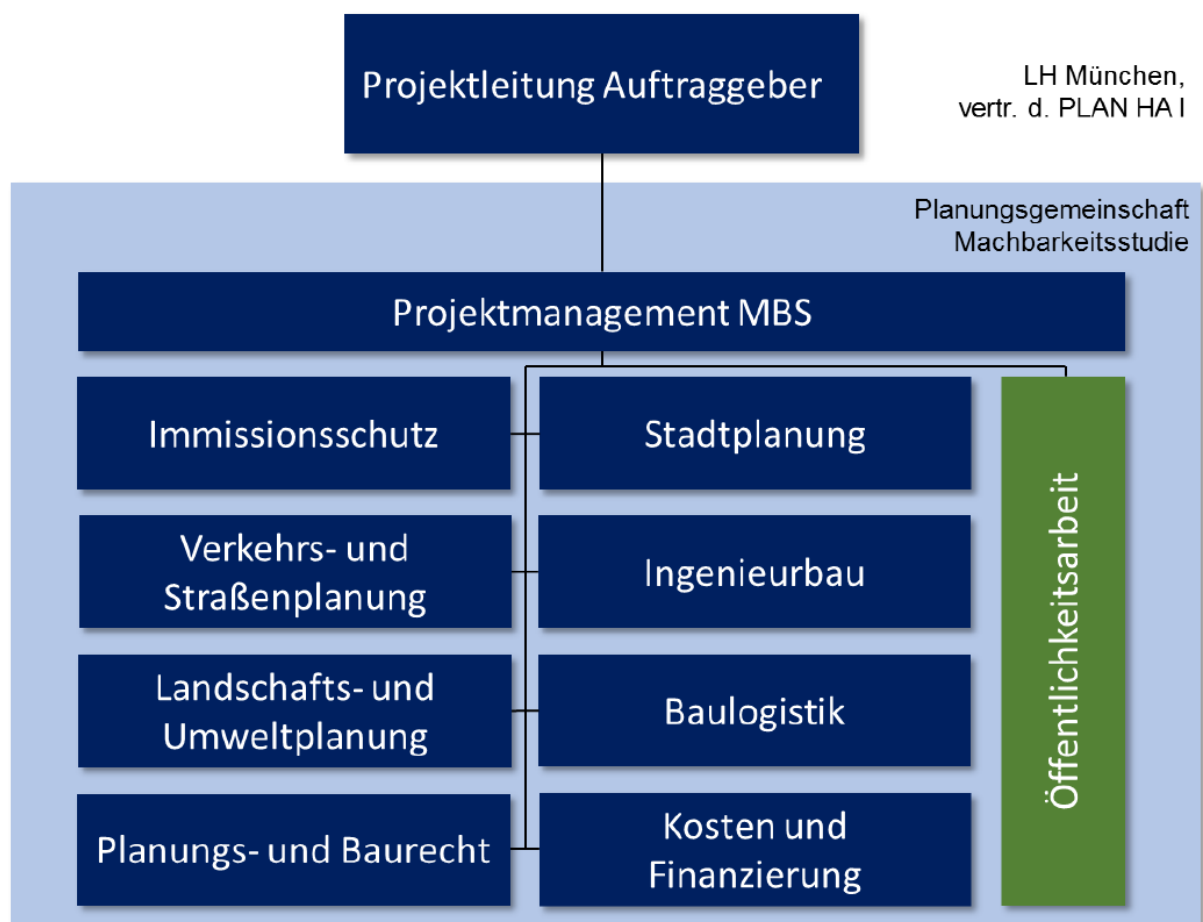 Projektleitung Auftraggeber
LH München,
vertr. d. PLAN HA I
Planungsgemeinschaft
Machbarkeitsstudie
Projektmanagement MBS
Immissionsschutz
Stadtplanung
Verkehrs- und
Straßenplanung
Ingenieurbau
Landschafts- und
Umweltplanung
Baulogistik
Planungs- und Baurecht
Kosten und
Finanzierung
Öffentlichkeitsarbeit